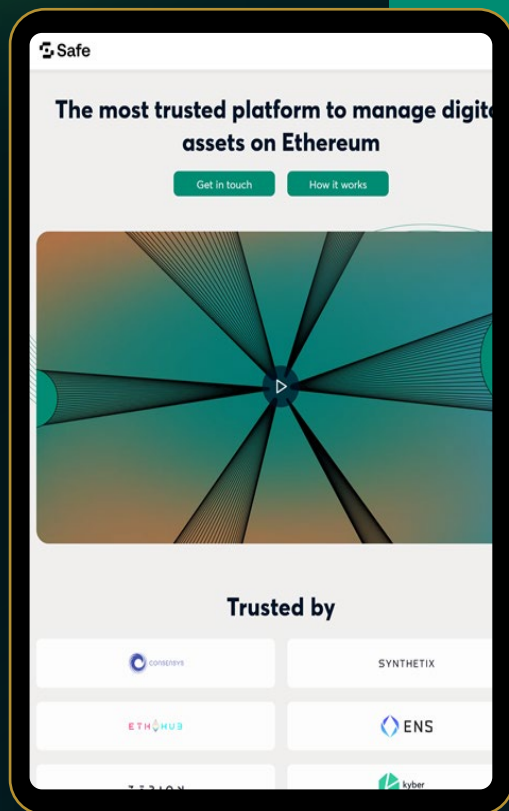 Safe
The most trusted platform to manage digita
assets on Ethereum
Get in touch
How it works
Trusted by
CONSENSYS
SYNTHETIX
ETHHUB
ENS
kyber